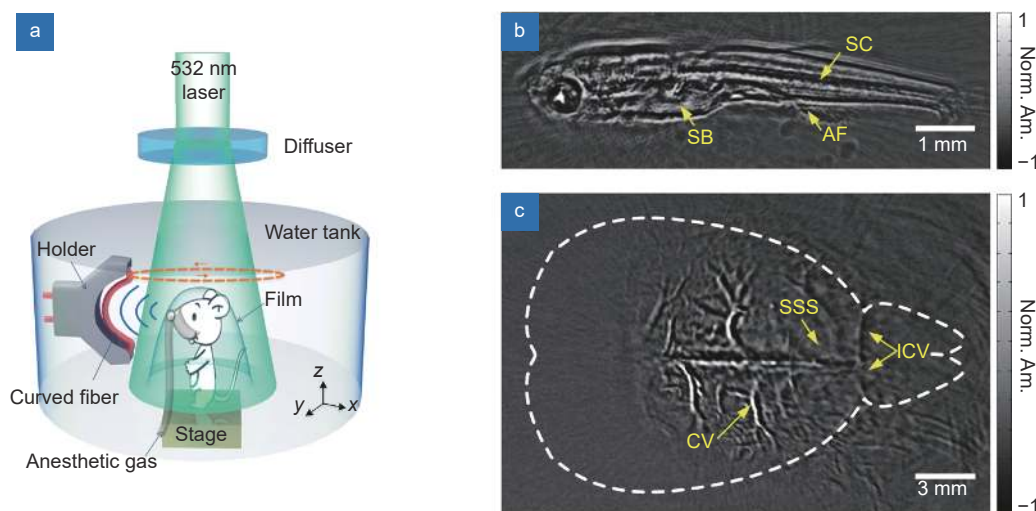 a
532 nm
laser
Diffuser
Water tank
Holder
Film
Curved fiber
z
y
x
Stage
Anesthetic gas
b
SC
SB
AF
1 mm
1
Norm. Am.
−1
c
SSS
ICV
CV
3 mm
1
Norm. Am.
−1